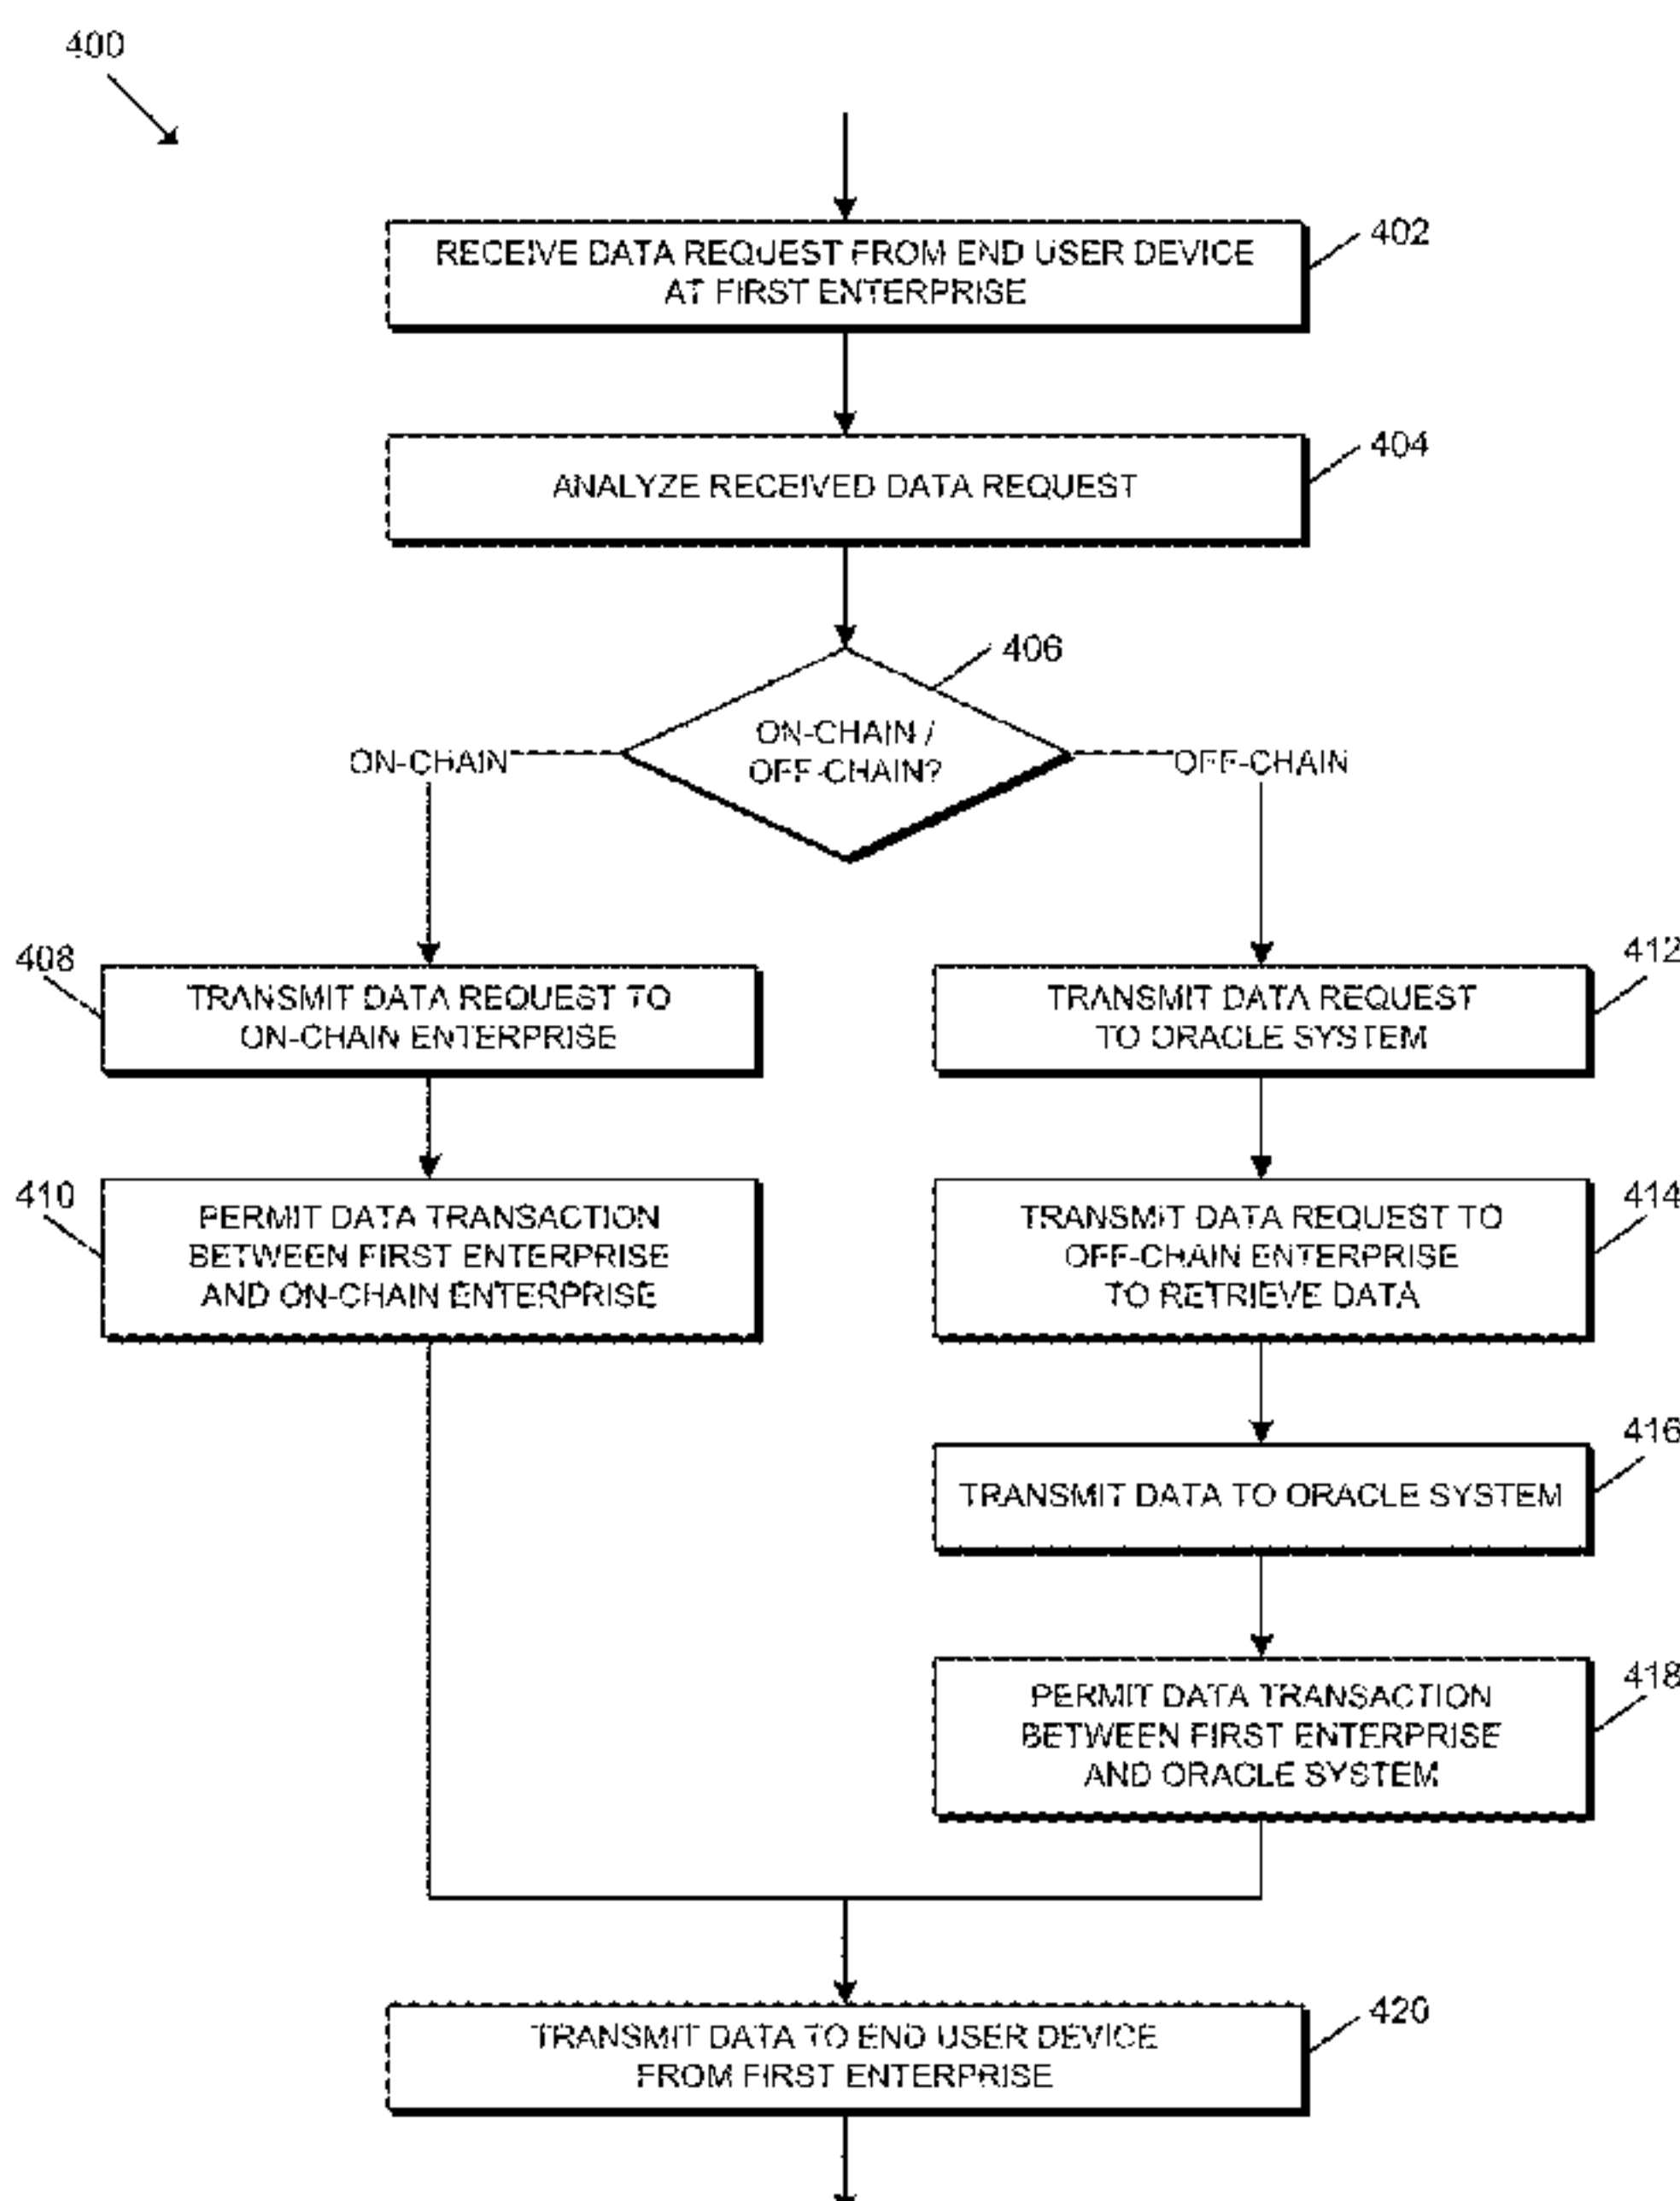 400
RECEIVE DATA REQUEST FROM END USER DEVICE
AT FIRST ENTERPRISE
402
ANALYZE RECEIVED DATA REQUEST
404
406
ON-CHAIN /
OFF-CHAIN?
ON-CHAIN
OFF-CHAIN
408
TRANSMIT DATA REQUEST TO
ON-CHAIN ENTERPRISE
412
TRANSMIT DATA REQUEST
TO ORACLE SYSTEM
410
PERMIT DATA TRANSACTION
BETWEEN FIRST ENTERPRISE
AND ON-CHAIN ENTERPRISE
414
TRANSMIT DATA REQUEST TO
OFF-CHAIN ENTERPRISE
TO RETRIEVE DATA
416
TRANSMIT DATA TO ORACLE SYSTEM
418
PERMIT DATA TRANSACTION
BETWEEN FIRST ENTERPRISE
AND ORACLE SYSTEM
420
TRANSMIT DATA TO END USER DEVICE
FROM FIRST ENTERPRISE